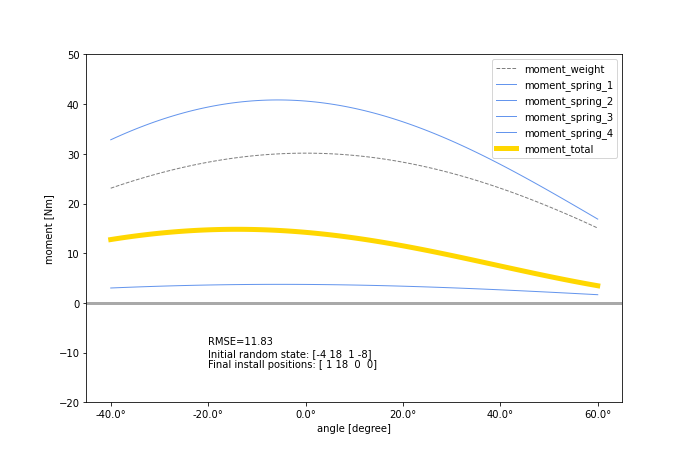 50
40
30
20
10
0
−10
−20
moment [Nm]
-40.0°
-20.0°
0.0°
20.0°
40.0°
60.0°
angle [degree]
moment_weight
moment_spring_1
moment_spring_2
moment_spring_3
moment_spring_4
moment_total
RMSE=11.83
Initial random state: [-4 18  1 -8]
Final install positions: [ 1 18  0  0]